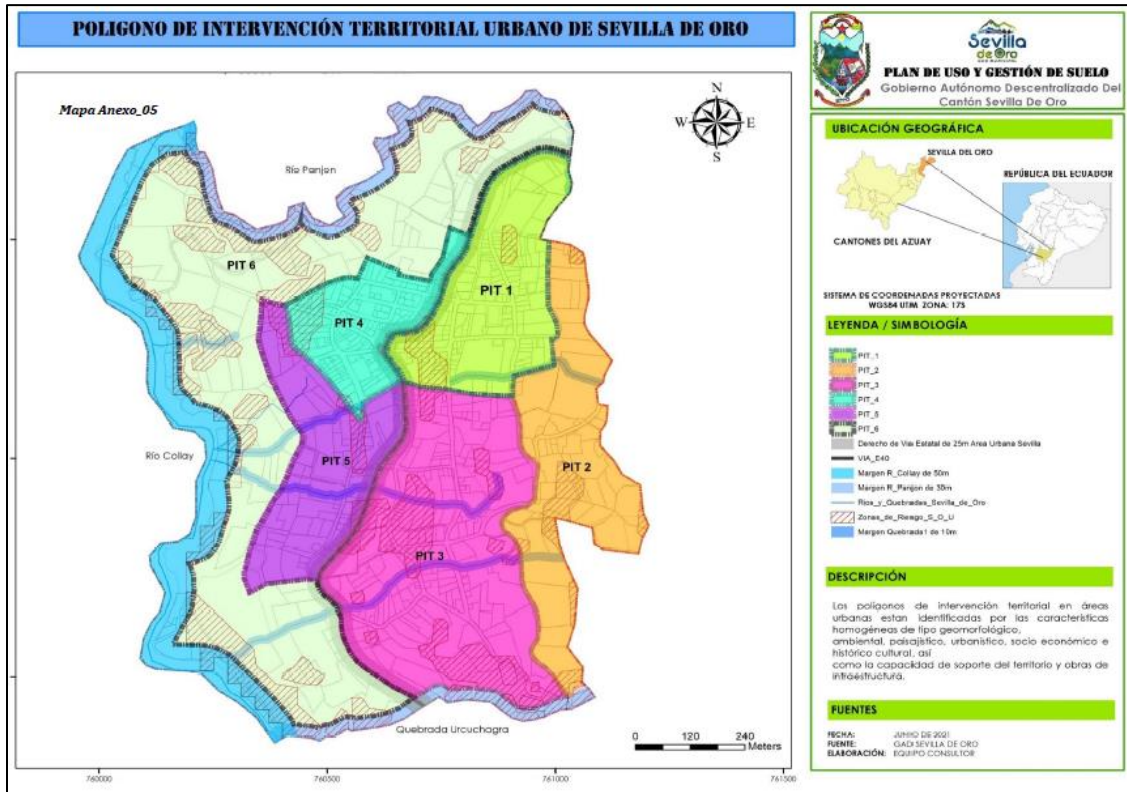 POLIGONO DE INTERVENCIÓN TERRITORIAL URBANO DE SEVILLA DE ORO
Mapa Anexo_05
N
W
E
S
Río Panjon
PIT 6
PIT 1
PIT 4
Río Collay
PIT 5
PIT 2
PIT 3
Quebrada Urcuchagra
0 120 240
Meters
760000
760500
761000
761500
Sevilla
de Oro
PLAN DE USO Y GESTIÓN DE SUELO
Gobierno Autónomo Descentralizado Del
Cantón Sevilla De Oro
UBICACIÓN GEOGRÁFICA
SEVILLA DEL ORO
REPÚBLICA DEL ECUADOR
CANTONES DEL AZUAY
SISTEMA DE COORDENADAS PROYECTADAS
WGS84 UTM ZONA: 17S
LEYENDA / SIMBOLOGÍA
PIT_1
PIT_2
PIT_3
PIT_4
PIT_5
PIT_6
Derecho de Via Estatal de 25m Area Urbana Sevilla
VIA_E40
Margen R_Collay de 50m
Margen R_Panjon de 30m
Rios_y_Quebradas_Sevilla_de_Oro
Zonas_de_Riesgo_S_O_U
Margen Quebrada1 de 10m
DESCRIPCIÓN
Los polígonos de intervención territorial en áreas
urbanas estan identificadas por las características
homogéneas de tipo geomorfológico,
ambiental, paisajístico, urbanístico, socio económico e
histórico cultural, así
como la capacidad de soporte del territorio y obras de
infraestructura.
FUENTES
FECHA: JUNIO DE 2021
FUENTE: GADI SEVILLA DE ORO
ELABORACIÓN: EQUIPO CONSULTOR